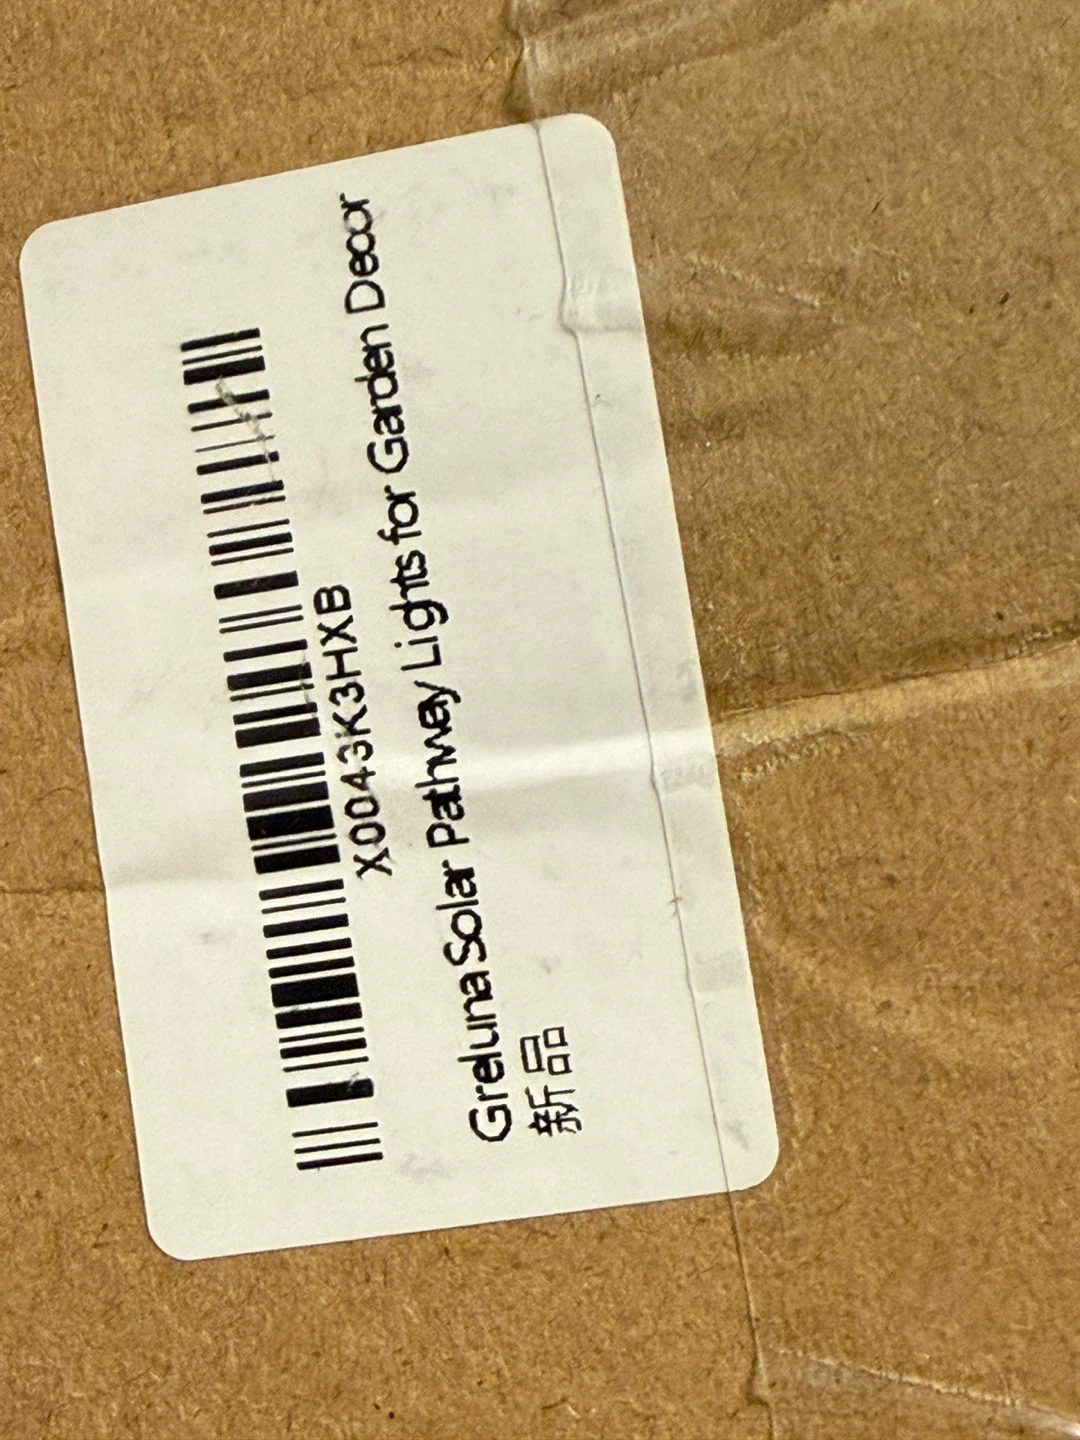 X0043K3HXB
Greluna Solar Pathway Lights for Garden Decor
新品